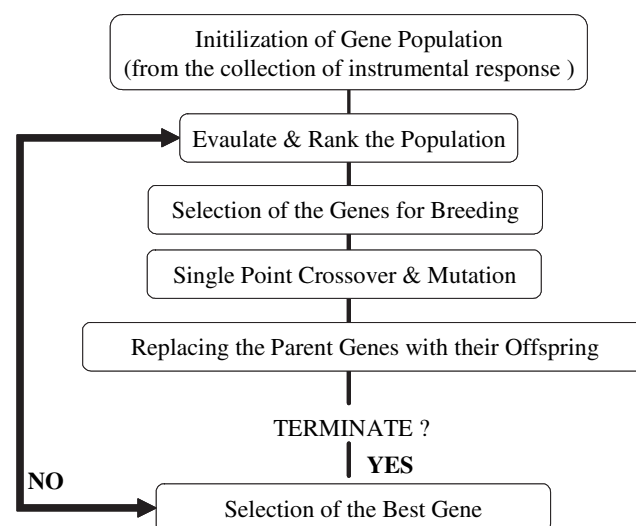 Initilization of Gene Population
(from the collection of instrumental response )
Evaulate & Rank the Population
Selection of the Genes for Breeding
Single Point Crossover & Mutation
Replacing the Parent Genes with their Offspring
TERMINATE ?
YES
NO
Selection of the Best Gene